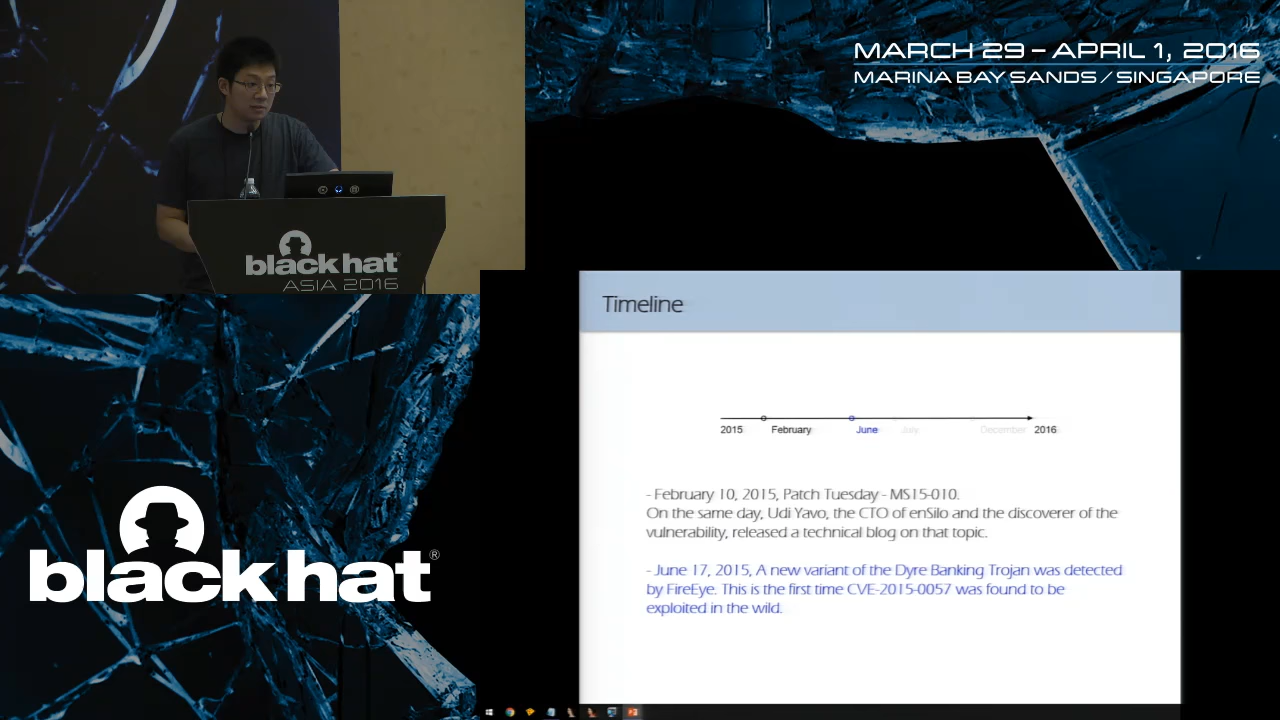 MARCH 29 – APRIL 1, 2016
MARINA BAY SANDS / SINGAPORE
black hat®
ASIA 2016
Timeline
2015 February June July December 2016
- February 10, 2015, Patch Tuesday - MS15-010.
On the same day, Udi Yavo, the CTO of enSilo and the discoverer of the
vulnerability, released a technical blog on that topic.
- June 17, 2015, A new variant of the Dyre Banking Trojan was detected
by FireEye. This is the first time CVE-2015-0057 was found to be
exploited in the wild.
black hat®